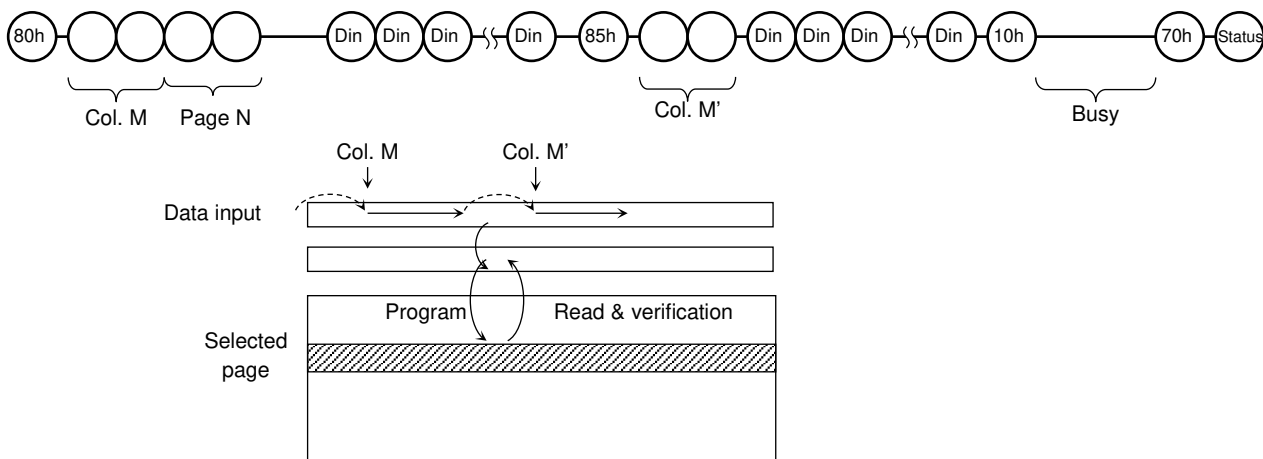 80h Din Din Din Din 85h Din Din Din Din 10h 70h Status
Col. M Page N Col. M’ Busy
Col. M Col. M’
Data input
Program Read & verification
Selected
page